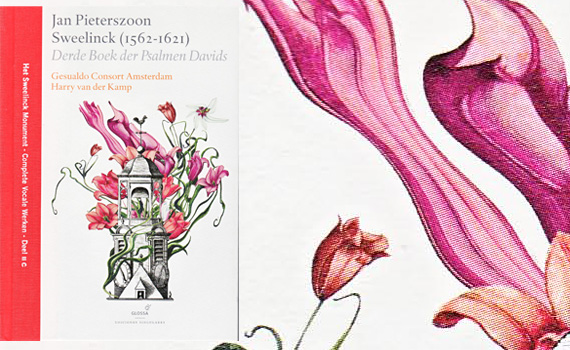 Jan Pieterszoon
Sweelinck (1562-1621)
Derde Boek der Psalmen Davids
Gesualdo Consort Amsterdam
Harry van der Kamp
Het Sweelinck Monument - Complete Vocale Werken - Deel III C
GLOSSA